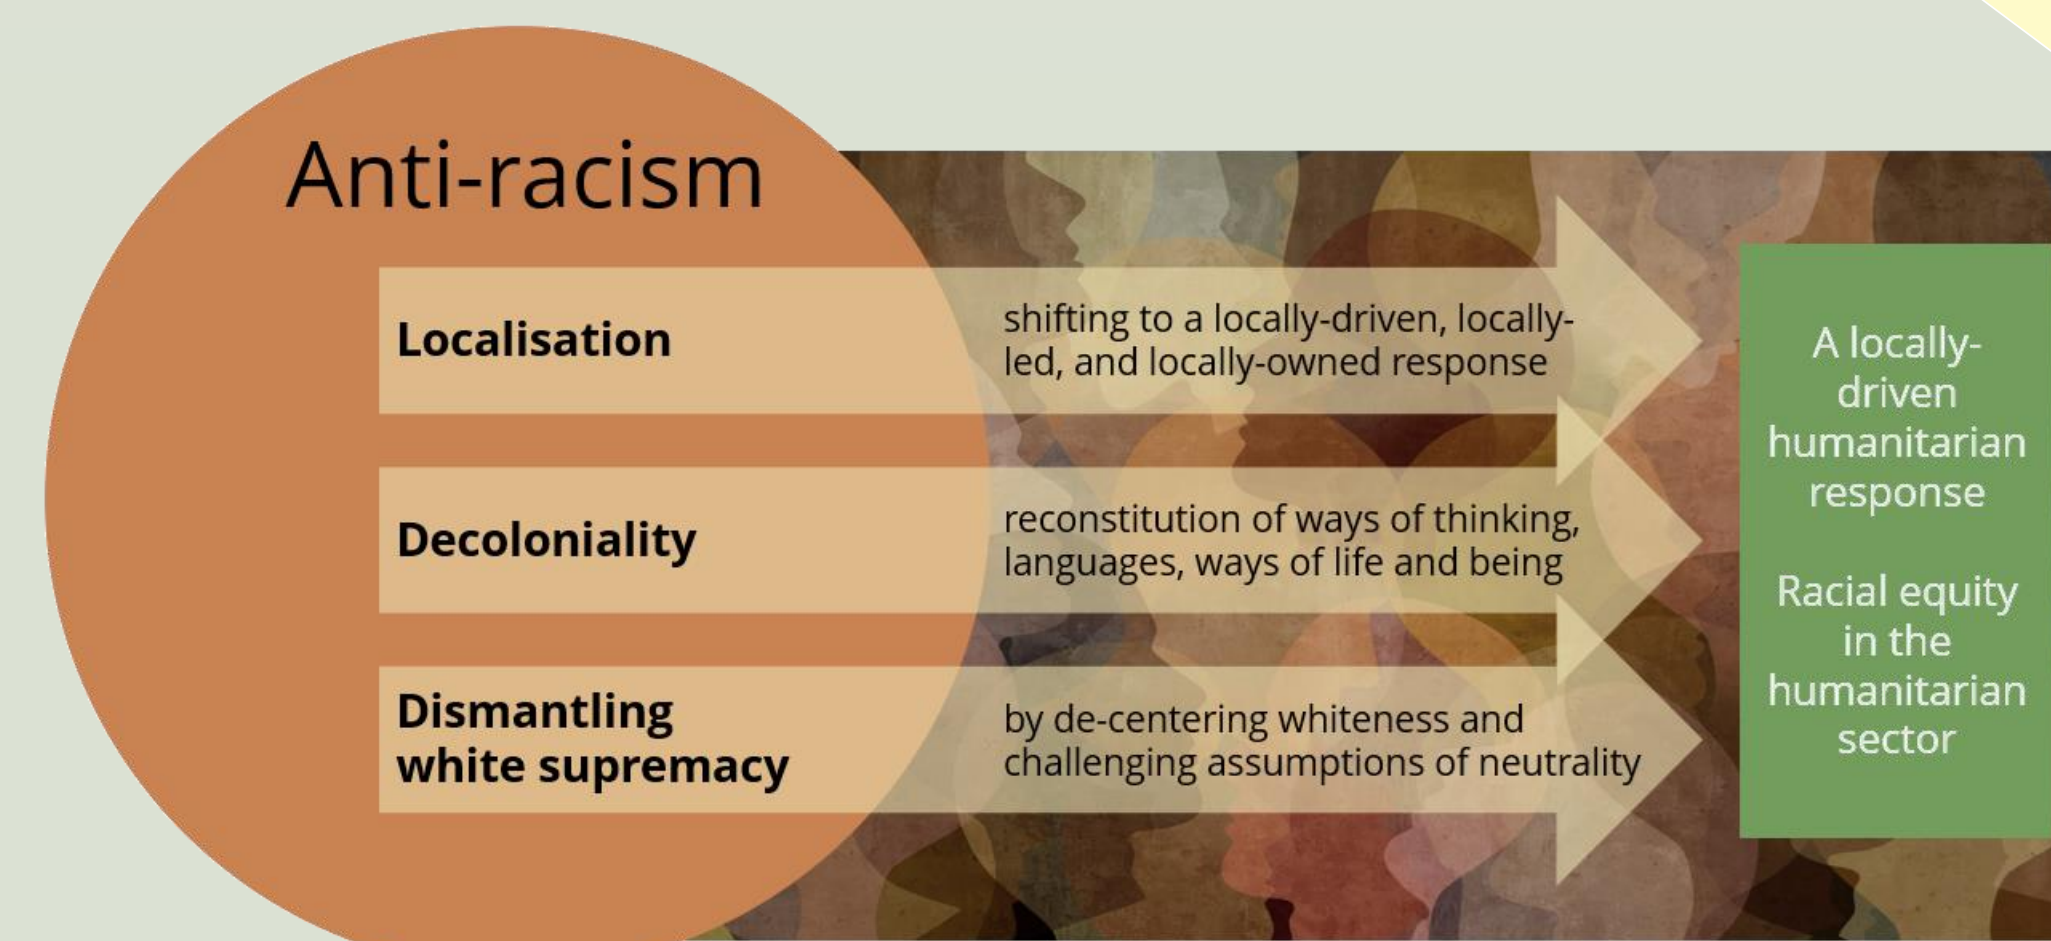 Anti-racism
Localisation
shifting to a locally-driven, locally-
led, and locally-owned response
Decoloniality
reconstitution of ways of thinking,
languages, ways of life and being
Dismantling
white supremacy
by de-centering whiteness and
challenging assumptions of neutrality
A locally-
driven
humanitarian
response
Racial equity
in the
humanitarian
sector